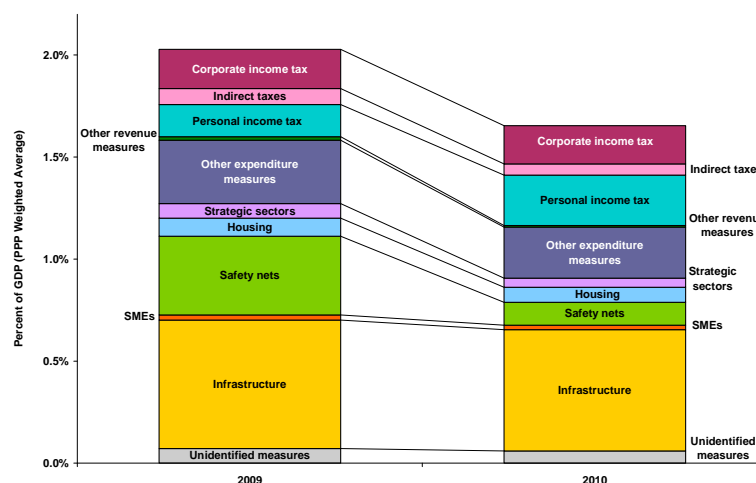 Percent of GDP (PPP Weighted Average)
2.0%
1.5%
1.0%
0.5%
0.0%
Corporate income tax
Indirect taxes
Personal income tax
Other revenue
measures
Other expenditure
measures
Strategic sectors
Housing
Safety nets
SMEs
Infrastructure
Unidentified measures
2009
Corporate income tax
Indirect taxe
Personal income tax
Other revenu
measures
Other expenditure
measures
Strategic
sectors
Housing
Safety nets
SMEs
Infrastructure
Unidentified
measures
2010